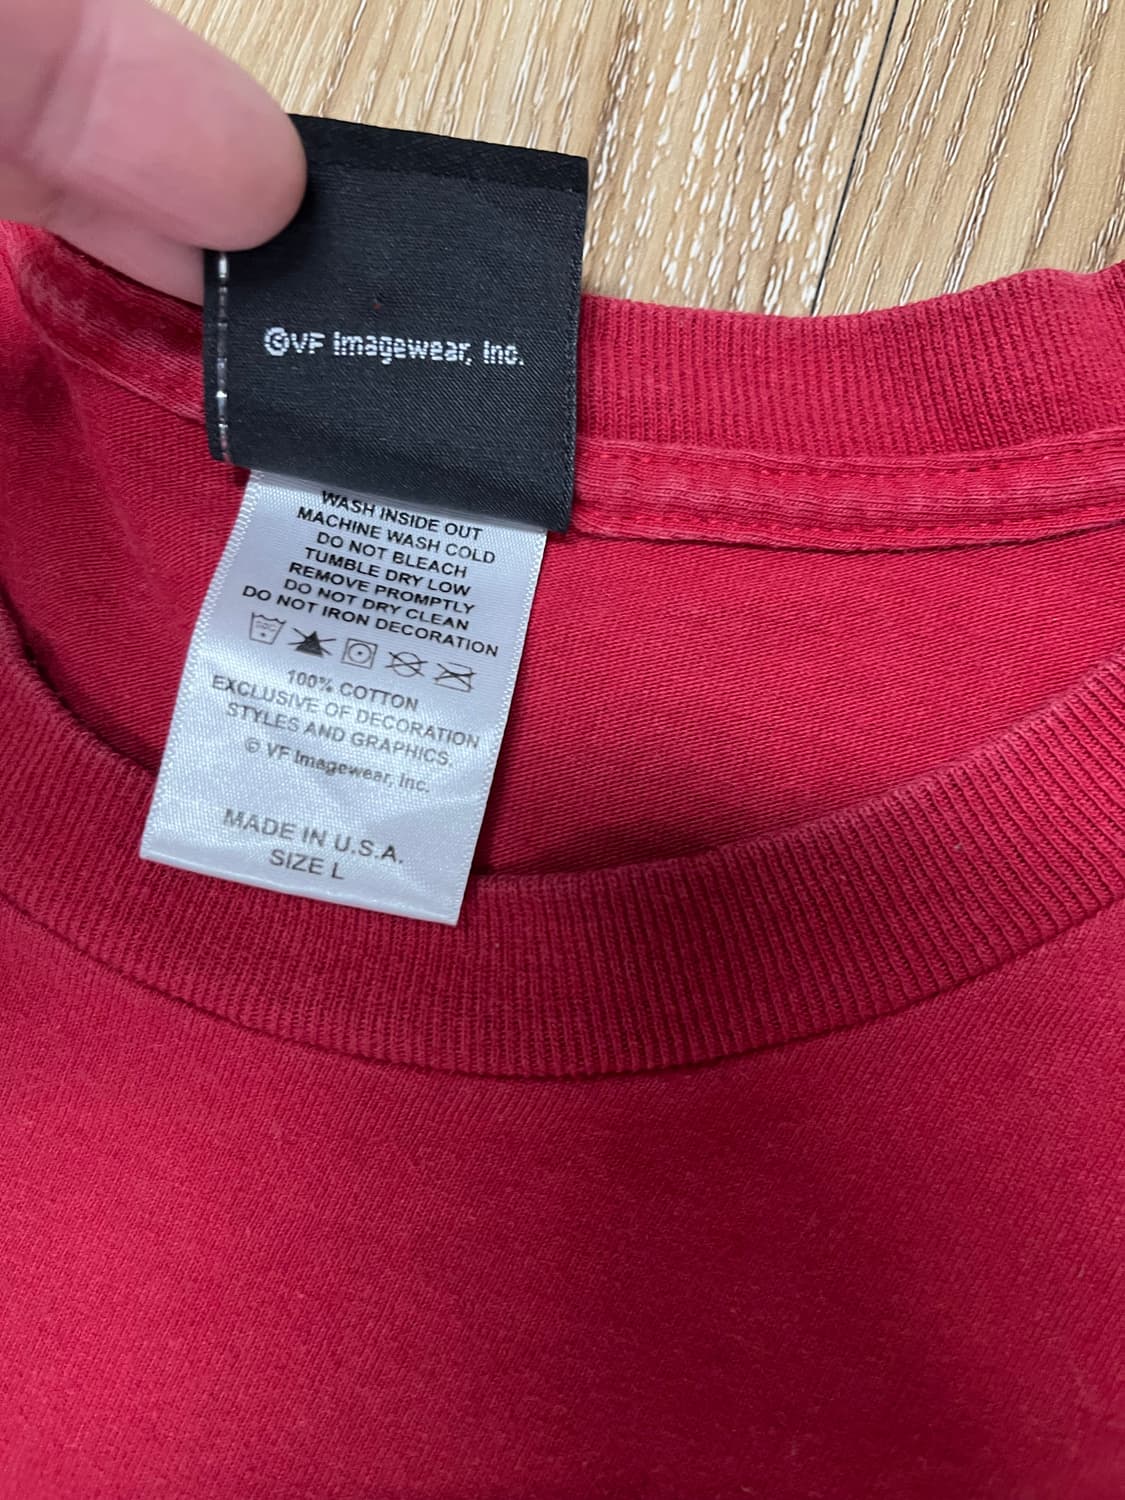 ©VF Imagewear, Inc.
WASH INSIDE OUT
MACHINE WASH COLD
DO NOT BLEACH
TUMBLE DRY LOW
REMOVE PROMPTLY
DO NOT DRY CLEAN
DO NOT IRON DECORATION
100% COTTON
EXCLUSIVE OF DECORATION
STYLES AND GRAPHICS.
© VF Imagewear, Inc.
MADE IN U.S.A.
SIZE L